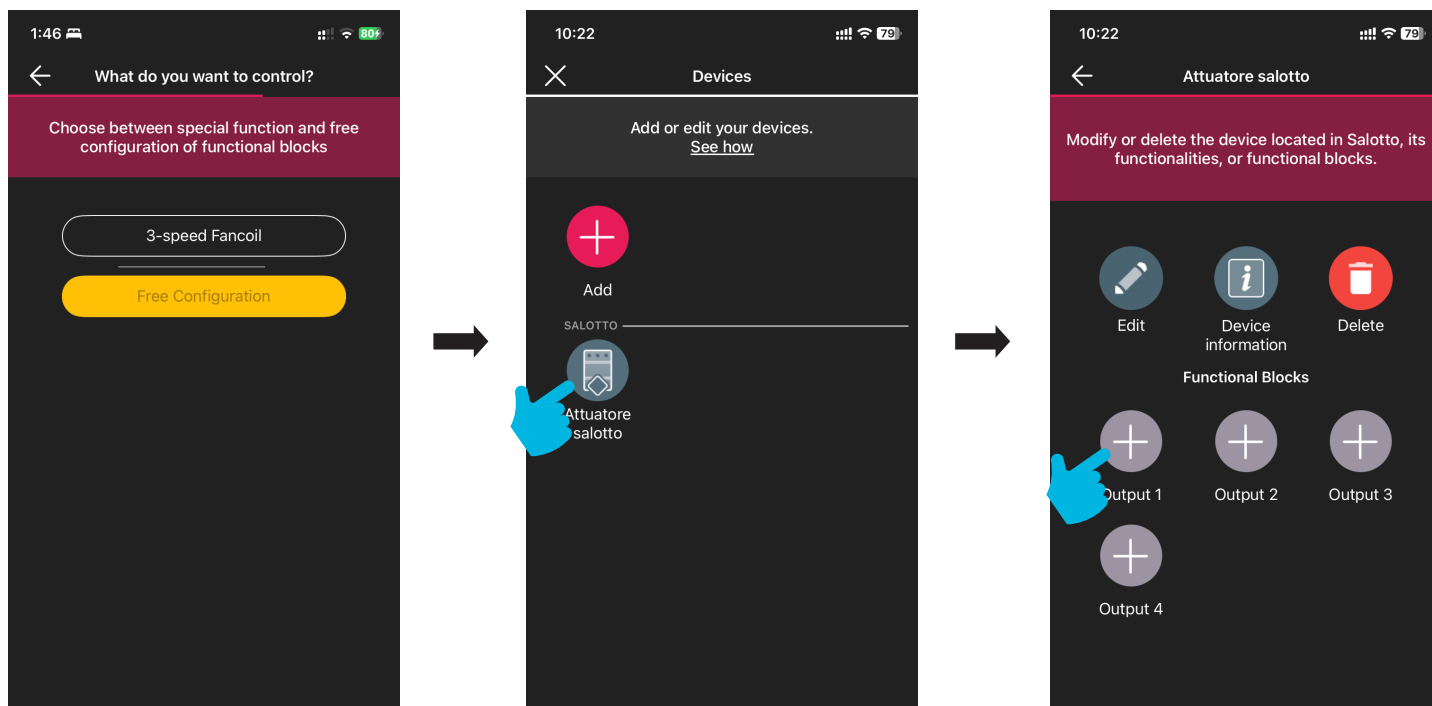 1:46
80
What do you want to control?
Choose between special function and free
configuration of functional blocks
3-speed Fancoil
Free Configuration
10:22
79
Devices
Add or edit your devices.
See how
Add
SALOTTO
Attuatore
salotto
10:22
79
Attuatore salotto
Modify or delete the device located in Salotto, its
functionalities, or functional blocks.
Edit
Device
information
Delete
Functional Blocks
Output 1
Output 2
Output 3
Output 4